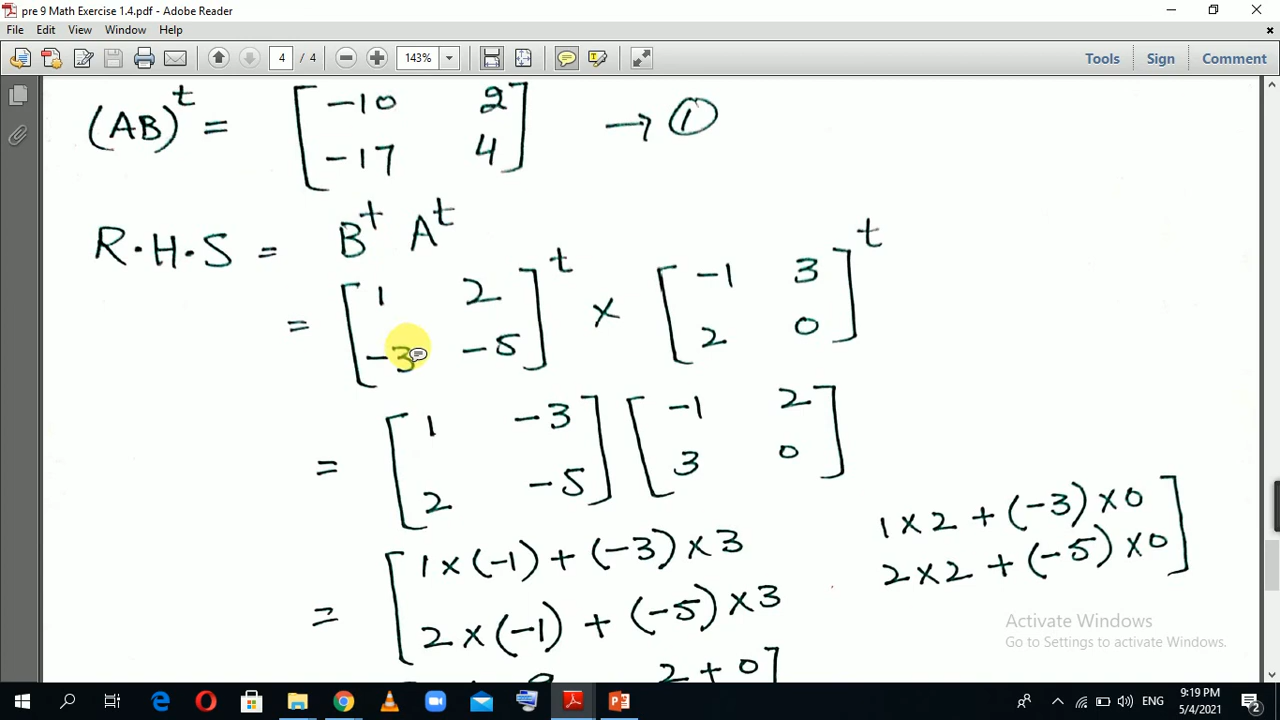 pre 9 Math Exercise 1.4.pdf - Adobe Reader
File Edit View Window Help
4 / 4 143% Tools Sign Comment
(AB)^t = [ -10 2
-17 4 ] → ①
R.H.S = B^t A^t
= [ 1 2
-3 -5 ]^t × [ -1 3
2 0 ]^t
= [ 1 -3
2 -5 ] [ -1 2
3 0 ]
= [ 1×(-1) + (-3)×3 1×2 + (-3)×0
2×(-1) + (-5)×3 2×2 + (-5)×0 ]
2 + 0 ]
Activate Windows
Go to Settings to activate Windows.
ENG
9:19 PM
5/4/2021
2